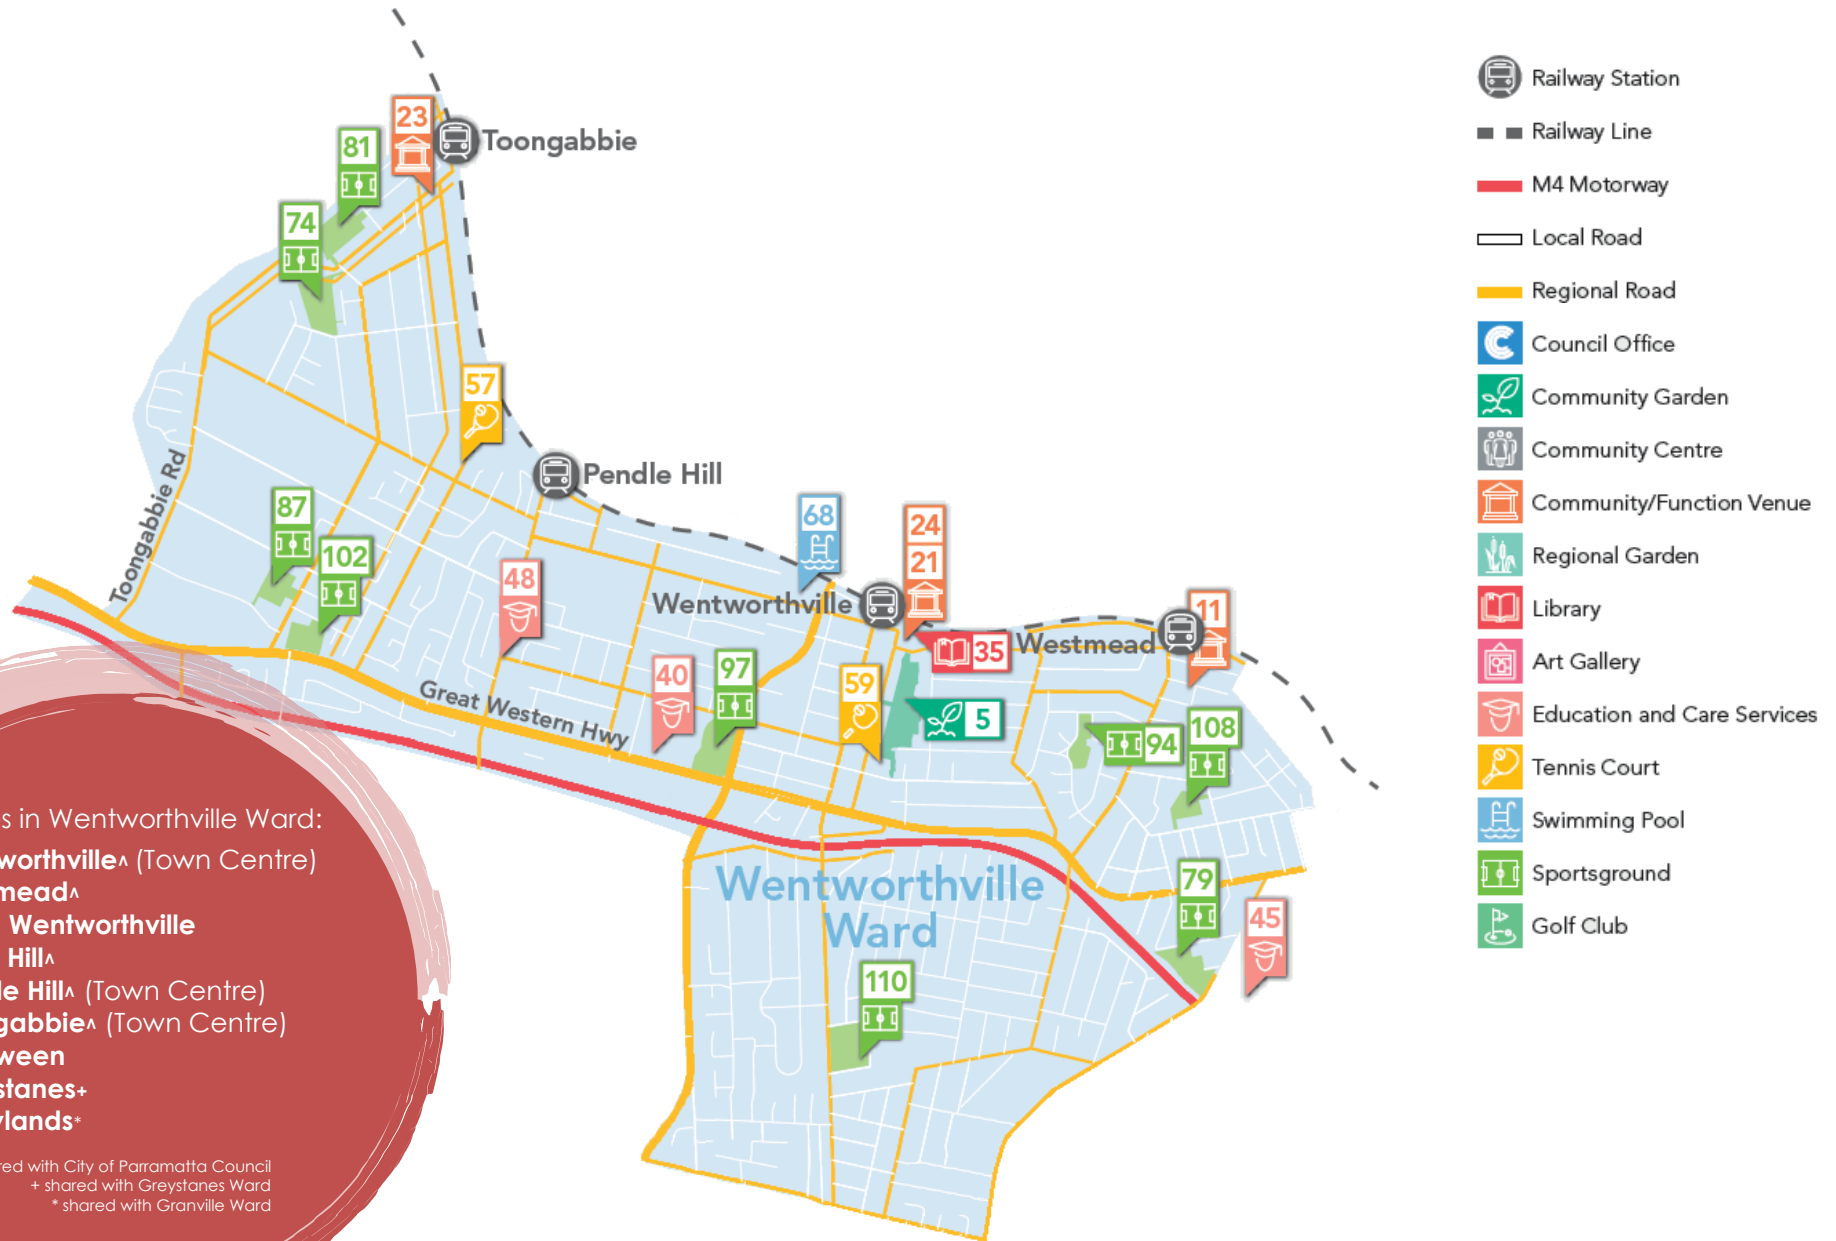 23
Toongabbie
81
74
57
Pendle Hill
Toongabbie Rd
87
102
48
68
24
21
Wentworthville
11
Westmead
35
40
97
59
5
94
108
Great Western Hwy
Wentworthville
Ward
79
45
110
Railway Station
Railway Line
M4 Motorway
Local Road
Regional Road
Council Office
Community Garden
Community Centre
Community/Function Venue
Regional Garden
Library
Art Gallery
Education and Care Services
Tennis Court
Swimming Pool
Sportsground
Golf Club
s in Wentworthville Ward:
worthville^ (Town Centre)
mead^
Wentworthville
Hill^
le Hill^ (Town Centre)
gabbie^ (Town Centre)
ween
stanes+
lands*
red with City of Parramatta Council
+ shared with Greystanes Ward
* shared with Granville Ward